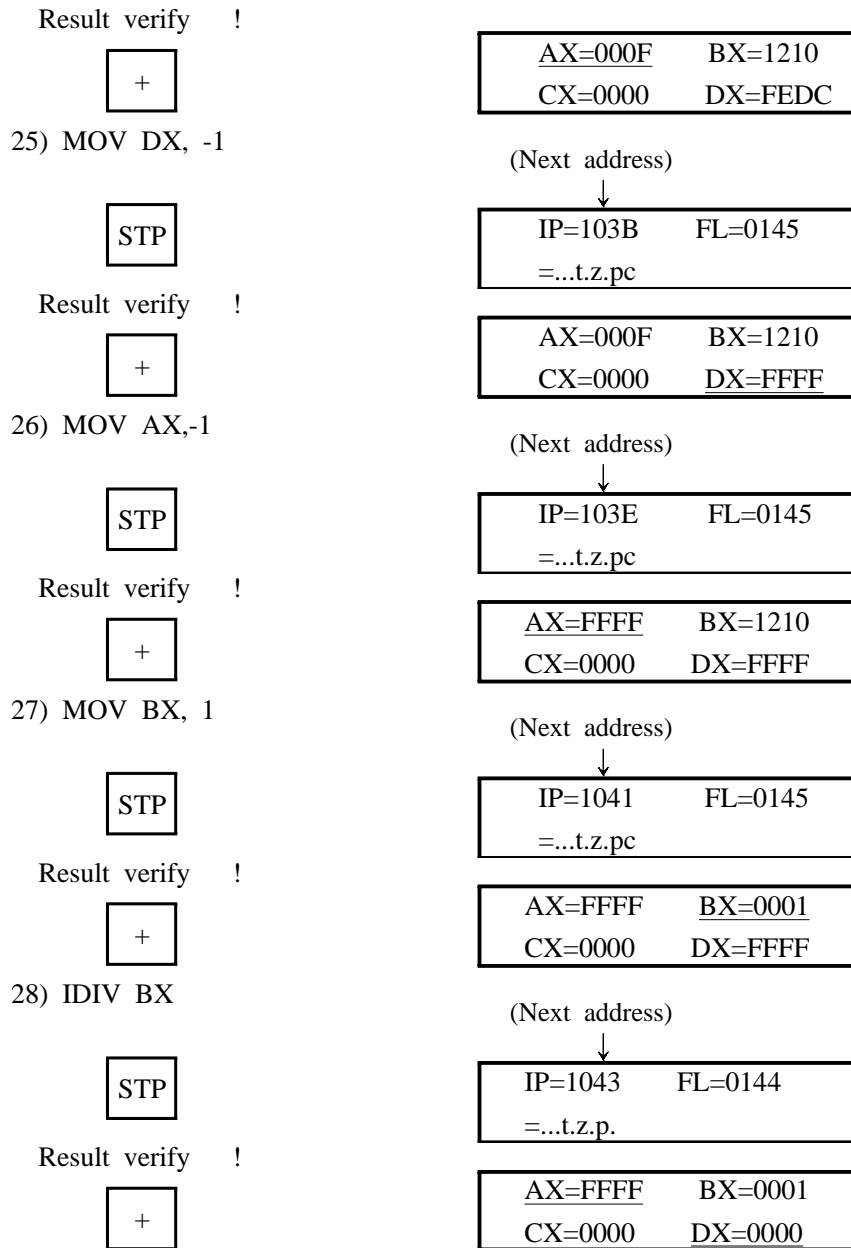 Result verify !
+
AX=000F BX=1210
CX=0000 DX=FEDC
25) MOV DX, -1
(Next address)
STP
IP=103B FL=0145
=...t.z.pc
Result verify !
+
AX=000F BX=1210
CX=0000 DX=FFFF
26) MOV AX,-1
(Next address)
STP
IP=103E FL=0145
=...t.z.pc
Result verify !
+
AX=FFFF BX=1210
CX=0000 DX=FFFF
27) MOV BX, 1
(Next address)
STP
IP=1041 FL=0145
=...t.z.pc
Result verify !
+
AX=FFFF BX=0001
CX=0000 DX=FFFF
28) IDIV BX
(Next address)
STP
IP=1043 FL=0144
=...t.z.p.
Result verify !
+
AX=FFFF BX=0001
CX=0000 DX=0000